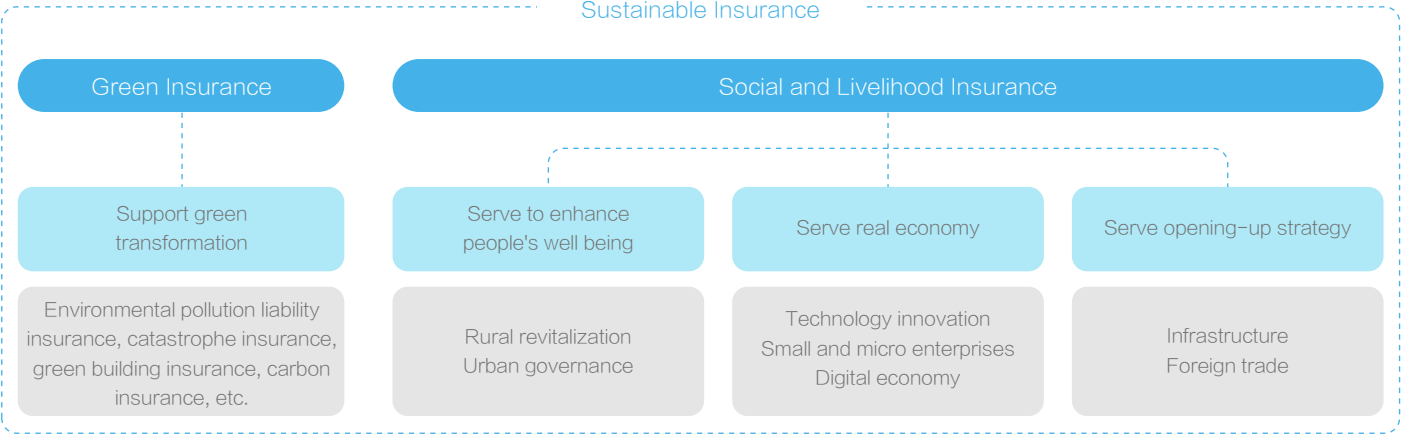 Sustainable Insurance
Green Insurance
Social and Livelihood Insurance
Support green
transformation
Serve to enhance
people's well being
Serve real economy
Serve opening-up strategy
Environmental pollution liability
insurance, catastrophe insurance,
green building insurance, carbon
insurance, etc.
Rural revitalization
Urban governance
Technology innovation
Small and micro enterprises
Digital economy
Infrastructure
Foreign trade